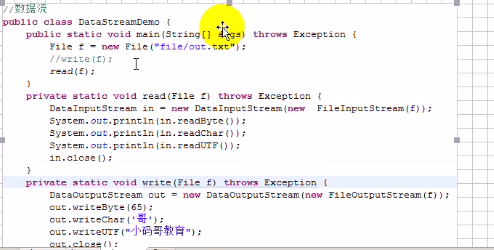 //数据流
public class DataStreamDemo {
public static void main(String[] args) throws Exception {
File f = new File("file/out.txt");
//write(f);
read(f);
}
private static void read(File f) throws Exception {
DataInputStream in = new DataInputStream(new  FileInputStream(f));
System.out.println(in.readByte());
System.out.println(in.readChar());
System.out.println(in.readUTF());
in.close();
}
private static void write(File f) throws Exception {
DataOutputStream out = new DataOutputStream(new FileOutputStream(f));
out.writeByte(65);
out.writeChar('哥');
out.writeUTF("小码哥教育");
out.close();